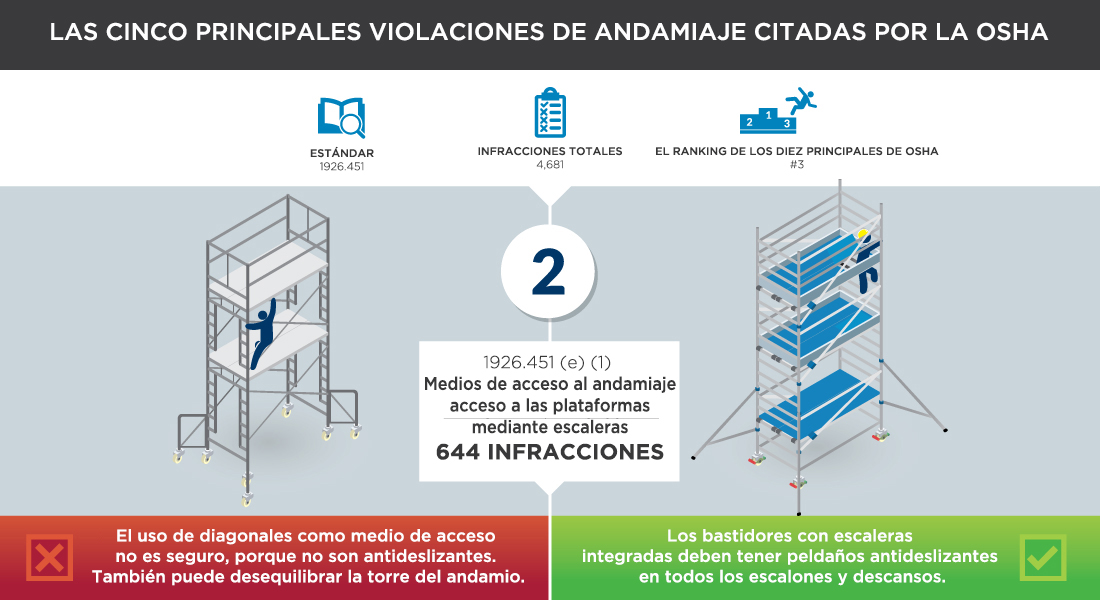 LAS CINCO PRINCIPALES VIOLACIONES DE ANDAMIAJE CITADAS POR LA OSHA
ESTÁNDAR
1926.451
INFRACCIONES TOTALES
4,681
2
1
3
EL RANKING DE LOS DIEZ PRINCIPALES DE OSHA
#3
2
1926.451 (e) (1)
Medios de acceso al andamiaje
acceso a las plataformas
mediante escaleras
644 INFRACCIONES
El uso de diagonales como medio de acceso
no es seguro, porque no son antideslizantes.
También puede desequilibrar la torre del andamio.
Los bastidores con escaleras
integradas deben tener peldaños antideslizantes
en todos los escalones y descansos.